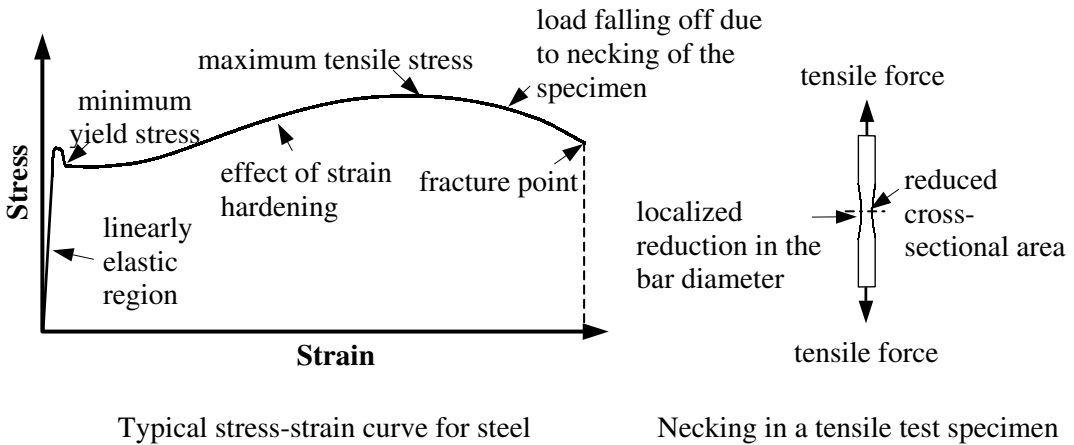 load falling off due
to necking of the
specimen
maximum tensile stress
minimum
yield stress
effect of strain
hardening
fracture point
linearly
elastic
region
Stress
Strain
tensile force
reduced
cross-
sectional area
localized
reduction in the
bar diameter
tensile force
Typical stress-strain curve for steel
Necking in a tensile test specimen